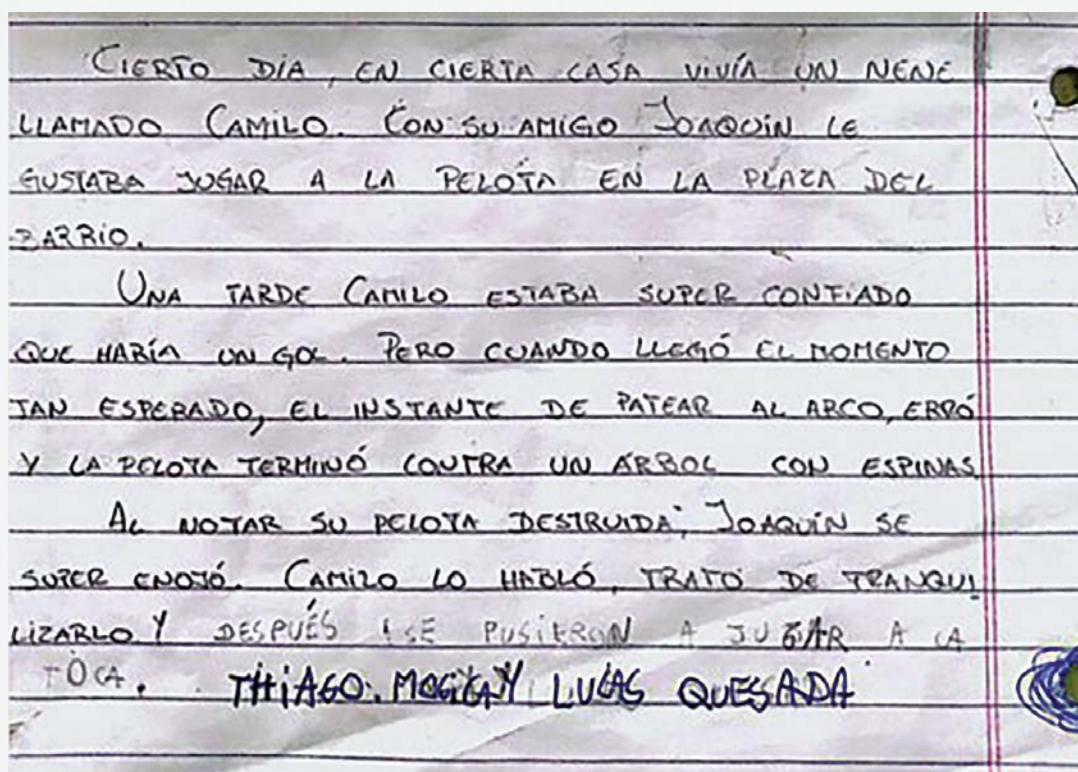 CIERTO DÍA, EN CIERTA CASA VIVÍA UN NENE
LLAMADO CAMILO. CON SU AMIGO JOAQUÍN LE
GUSTABA JUGAR A LA PELOTA EN LA PLAZA DEL
BARRIO.
UNA TARDE CAMILO ESTABA SUPER CONFIADO
QUE HARÍA UN GOL. PERO CUANDO LLEGÓ EL MOMENTO
TAN ESPERADO, EL INSTANTE DE PATEAR AL ARCO, ERRÓ
Y LA PELOTA TERMINÓ CONTRA UN ÁRBOL CON ESPINAS
AL NOTAR SU PELOTA DESTRUIDA, JOAQUÍN SE
SUPER ENOJÓ. CAMILO LO HABLÓ, TRATÓ DE TRANQUI
LIZARLO Y DESPUÉS SE PUSIERON A JUGAR A LA
THIAGO. Y LUCAS QUESADA